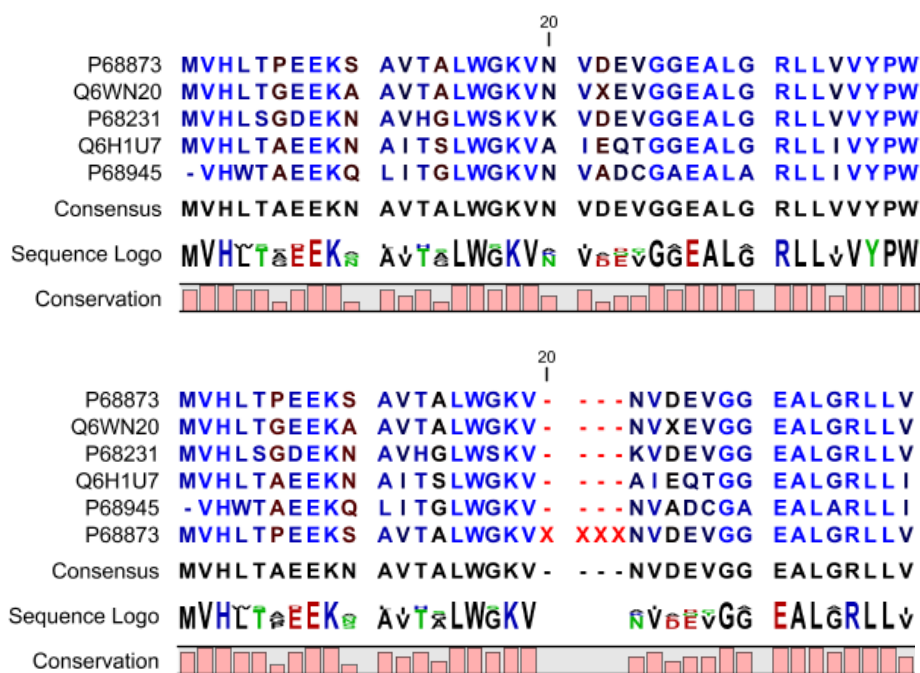 20
P68873 MVHLTPEEKS AVTALWGKVN VDEVGGEALG RLLVVYPW
Q6WN20 MVHLTGEEKA AVTALWGKVN VXEVGGEALG RLLVVYPW
P68231 MVHLSGDEKN AVHGLWSKVK VDEVGGEALG RLLVVYPW
Q6H1U7 MVHLTAEEKN AITSLWGKVA IEQTGGEALG RLLIVYPW
P68945 -VHWTAEEKQ LITGLWGKVN VADCGAEALA RLLIVYPW
Consensus MVHLTAEEKN AVTALWGKVN VDEVGGEALG RLLVVYPW
Sequence Logo
Conservation
20
P68873 MVHLTPEEKS AVTALWGKV- ---NVDEVGG EALGRLLV
Q6WN20 MVHLTGEEKA AVTALWGKV- ---NVXEVGG EALGRLLV
P68231 MVHLSGDEKN AVHGLWSKV- ---KVDEVGG EALGRLLV
Q6H1U7 MVHLTAEEKN AITSLWGKV- ---AIEQTGG EALGRLLI
P68945 -VHWTAEEKQ LITGLWGKV- ---NVADCGA EALARLLI
P68873 MVHLTPEEKS AVTALWGKVX XXXNVDEVGG EALGRLLV
Consensus MVHLTAEEKN AVTALWGKV- ---NVDEVGG EALGRLLV
Sequence Logo
Conservation